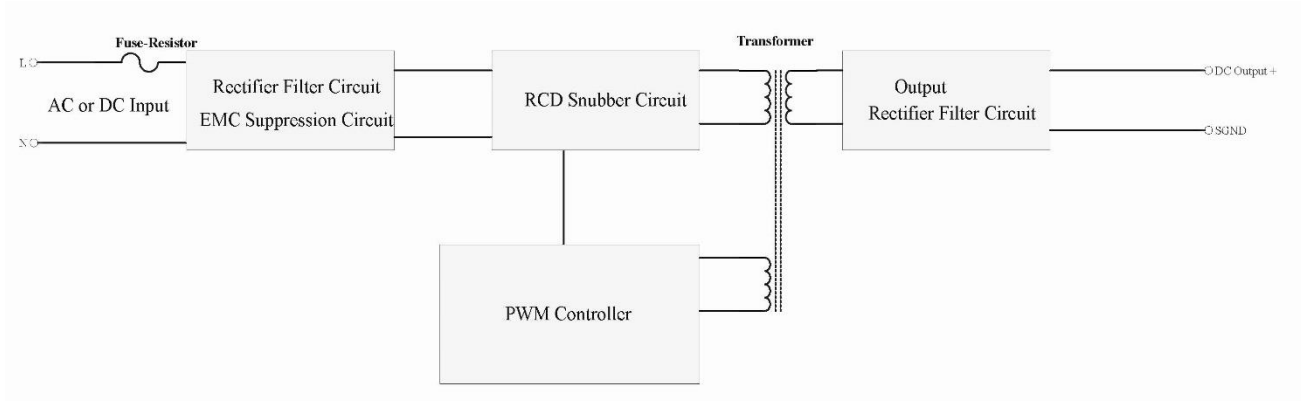 Fuse-Resistor
Transformer
L
Rectifier Filter Circuit
EMC Suppression Circuit
AC or DC Input
N
RCD Snubber Circuit
Output
Rectifier Filter Circuit
DC Output +
SGND
PWM Controller